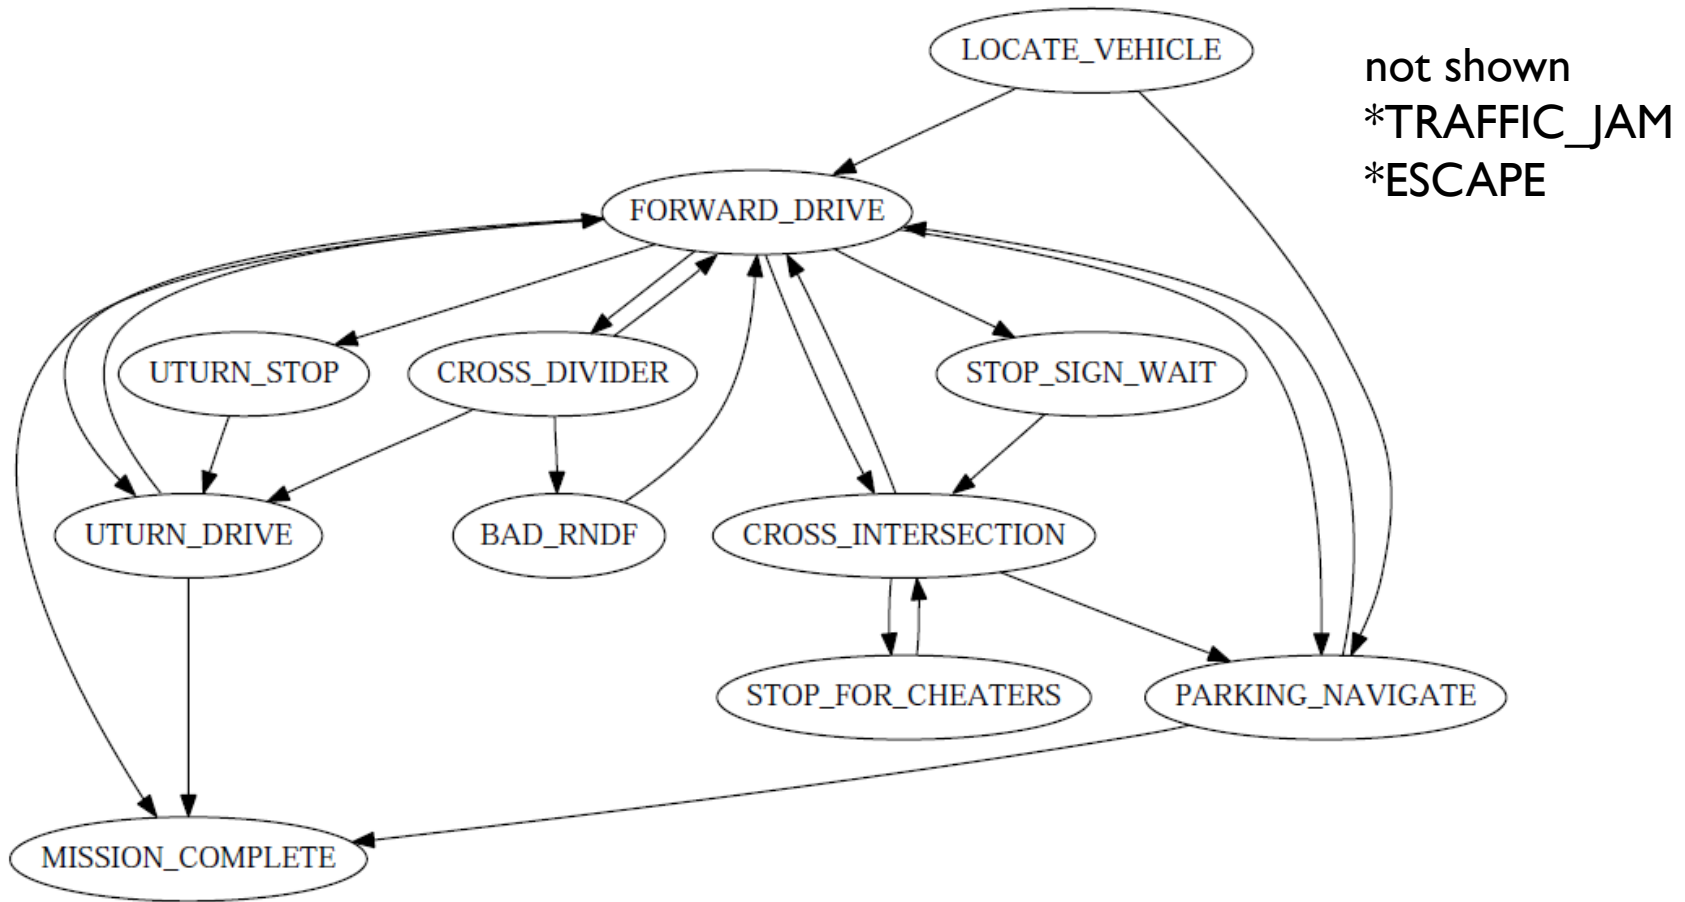 LOCATE_VEHICLE
not shown
*TRAFFIC_JAM
*ESCAPE
FORWARD_DRIVE
UTURN_STOP
CROSS_DIVIDER
STOP_SIGN_WAIT
UTURN_DRIVE
BAD_RNDF
CROSS_INTERSECTION
STOP_FOR_CHEATERS
PARKING_NAVIGATE
MISSION_COMPLETE